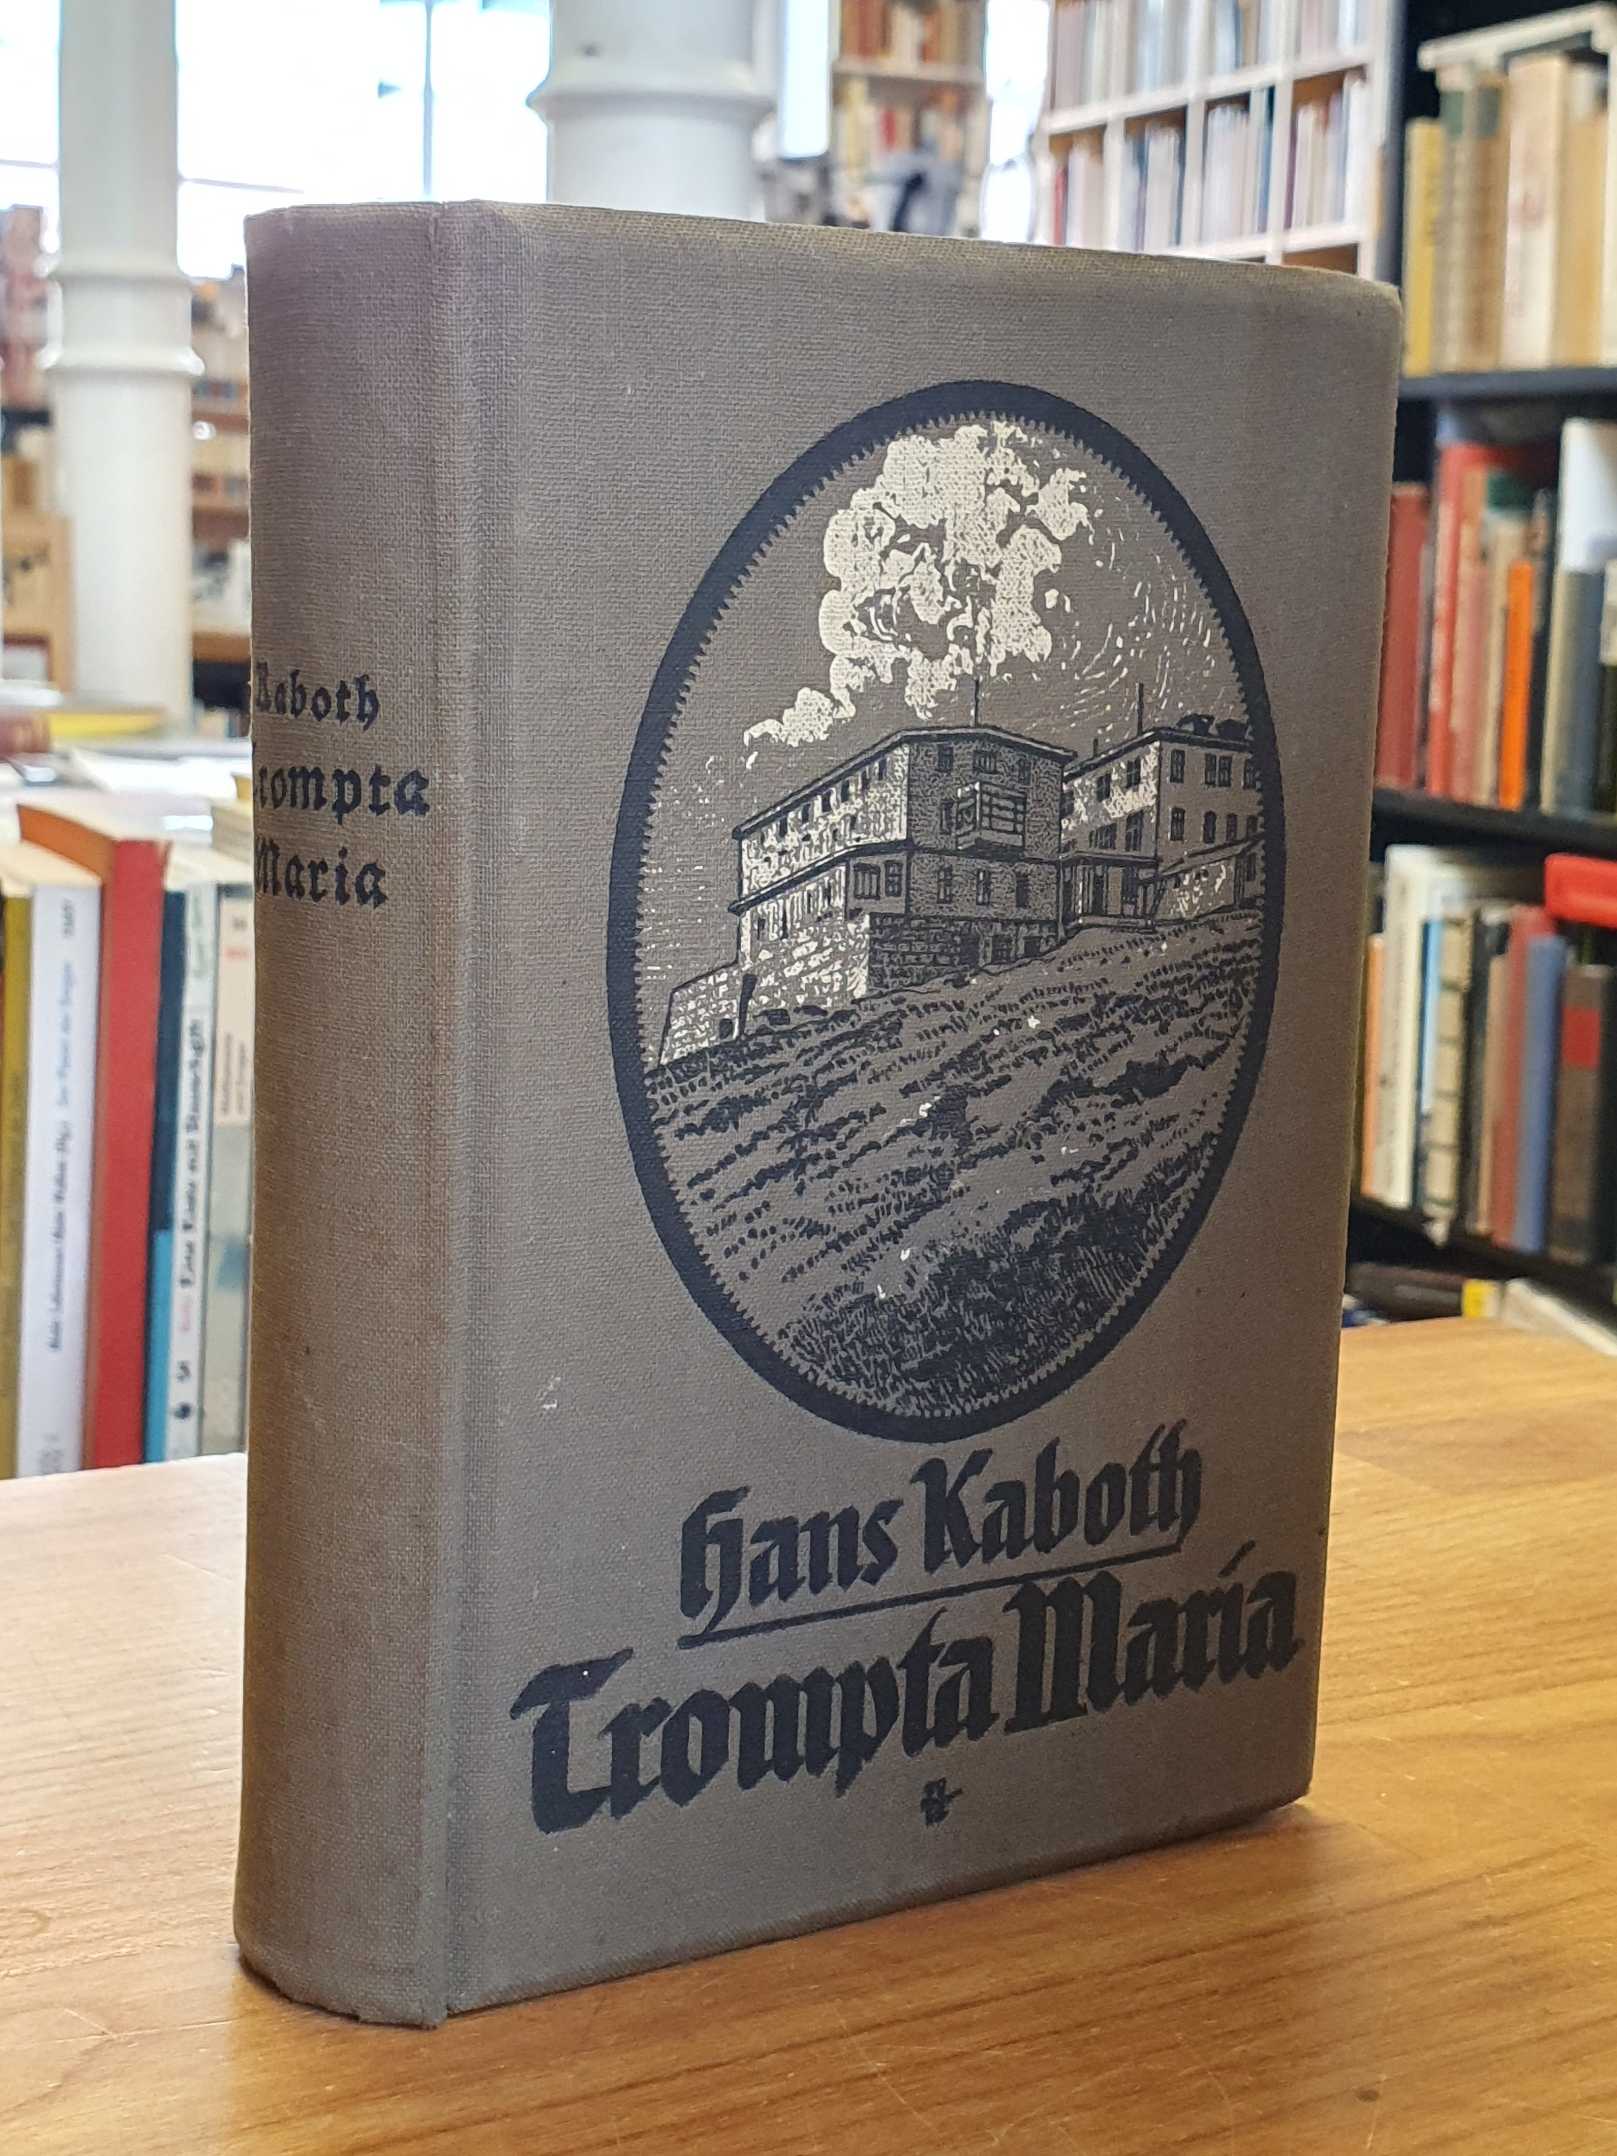 Kaboth
Trompta
Maria
Hans Kaboth
Trompta Maria